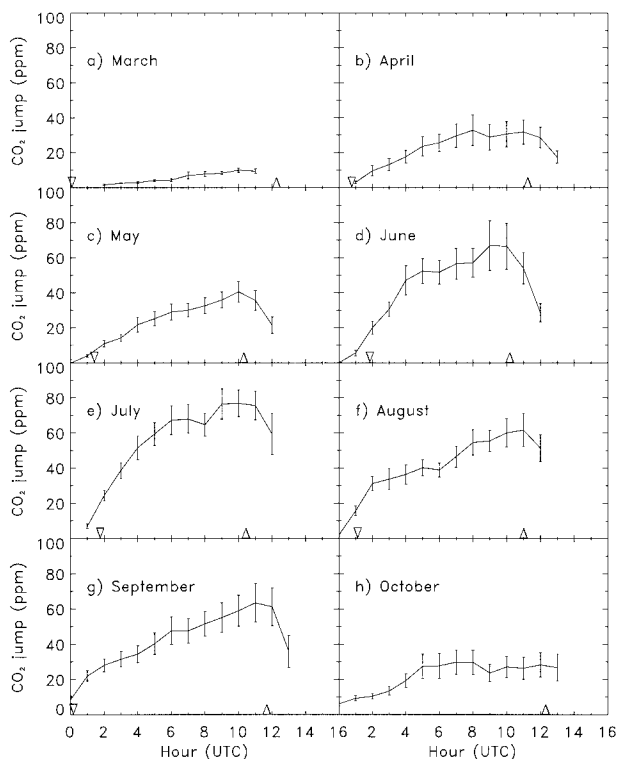 100
80
60
40
20
CO₂ jump (ppm)
a) March
b) April
100
80
60
40
20
CO₂ jump (ppm)
c) May
d) June
100
80
60
40
20
CO₂ jump (ppm)
e) July
f) August
100
80
60
40
20
0
CO₂ jump (ppm)
g) September
h) October
0 2 4 6 8 10 12 14 16 2 4 6 8 10 12 14 16
Hour (UTC) Hour (UTC)